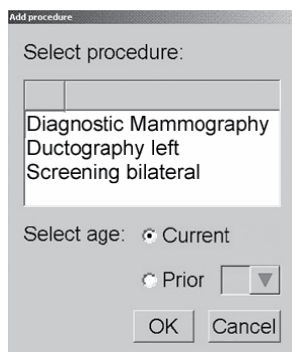 Add procedure
Select procedure:
Diagnostic Mammography
Ductography left
Screening bilateral
Select age: Current
Prior
OK Cancel